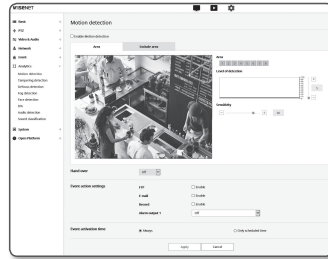 WISENET
Basic
PTZ
Video & Audio
Network
Event
Analytics
Motion detection
Tampering detection
Defocus detection
Fog detection
Face detection
IVA
Audio detection
Sound classification
System
Open Platform
Motion detection
Enable Motion detection
Area
Exclude area
Area
Level of detection
Sensitivity
Hand over
Off
Event action settings
FTP
Enable
E-mail
Enable
Record
Enable
Alarm output 1
Off
Event activation time
Always
Only scheduled time
Apply
Cancel